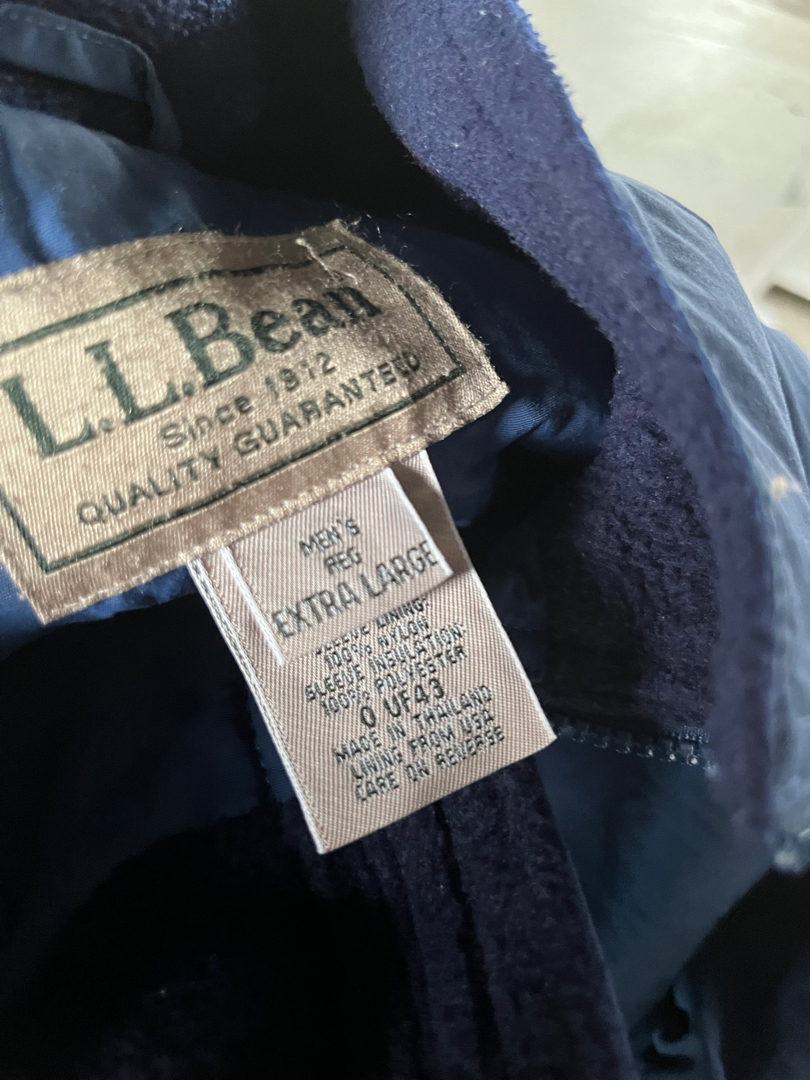 L.L.Bean
Since 1912
QUALITY GUARANTEED
MEN'S
REG
EXTRA LARGE
SLEEVE LINING:
100% NYLON
SLEEVE INSULATION:
100% POLYESTER
0 UF43
MADE IN THAILAND
LINING FROM USA
CARE ON REVERSE